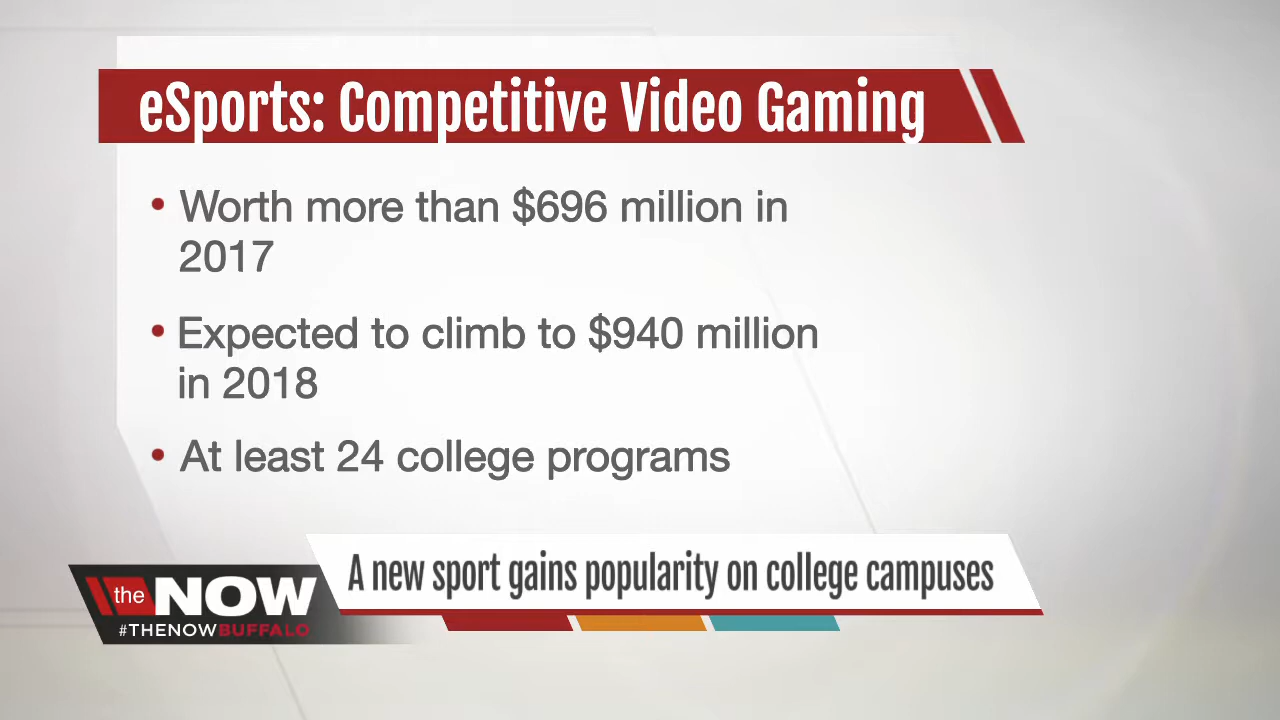 eSports: Competitive Video Gaming
• Worth more than $696 million in
2017
• Expected to climb to $940 million
in 2018
• At least 24 college programs
A new sport gains popularity on college campuses
the NOW
#THENOWBUFFALO